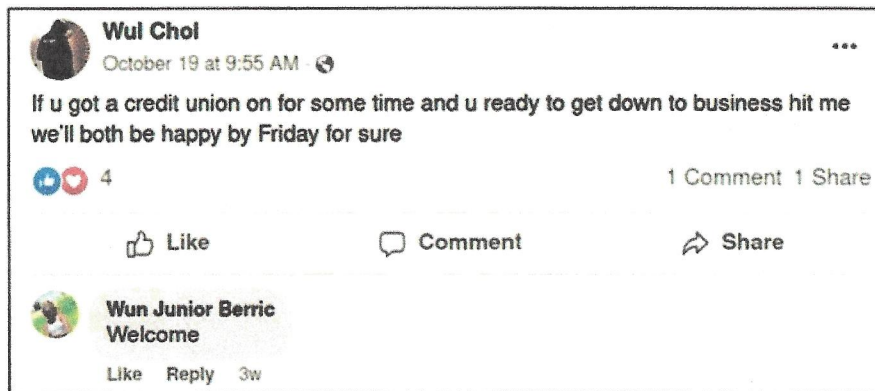 Wul Chol
October 19 at 9:55 AM
If u got a credit union on for some time and u ready to get down to business hit me
we'll both be happy by Friday for sure
4
1 Comment 1 Share
Like Comment Share
Wun Junior Berric
Welcome
Like Reply 3w